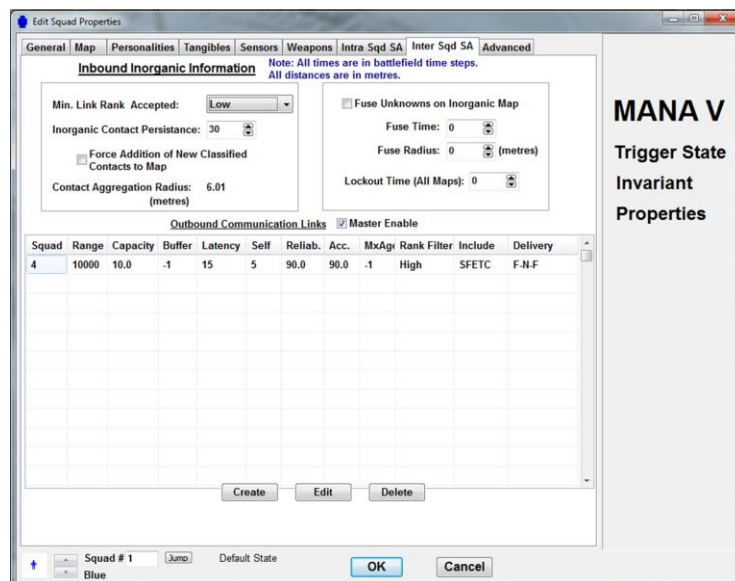 Edit Squad Properties
General Map Personalities Tangibles Sensors Weapons Intra Sqd SA Inter Sqd SA Advanced
Inbound Inorganic Information
Note: All times are in battlefield time steps.
All distances are in metres.
Min. Link Rank Accepted: Low
Inorganic Contact Persistance: 30
Force Addition of New Classified
Contacts to Map
Contact Aggregation Radius: 6.01
(metres)
Fuse Unknowns on Inorganic Map
Fuse Time: 0
Fuse Radius: 0 (metres)
Lockout Time (All Maps): 0
Outbound Communication Links Master Enable
Squad Range Capacity Buffer Latency Self Reliab. Acc. MxAge Rank Filter Include Delivery
4 10000 10.0 -1 15 5 90.0 90.0 -1 High SFETC F-N-F
Create Edit Delete
Squad # 1 Jump Default State
Blue
OK Cancel
MANA V
Trigger State
Invariant
Properties